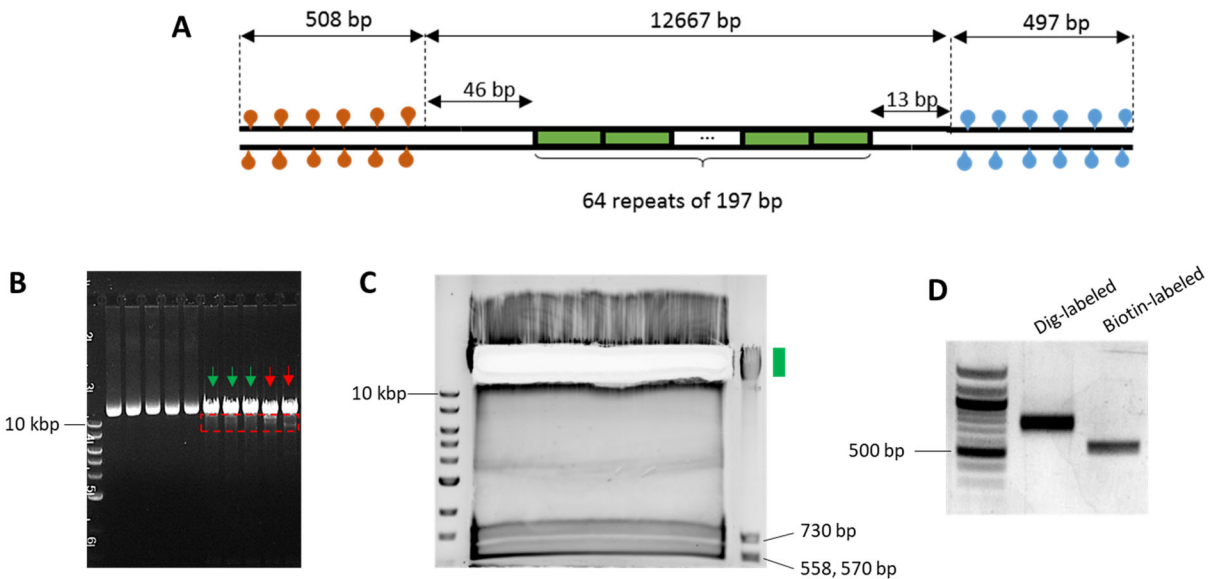 A
508 bp
12667 bp
497 bp
46 bp
13 bp
...
64 repeats of 197 bp
B
10 kbp
C
10 kbp
730 bp
558, 570 bp
D
Dig-labeled
Biotin-labeled
500 bp